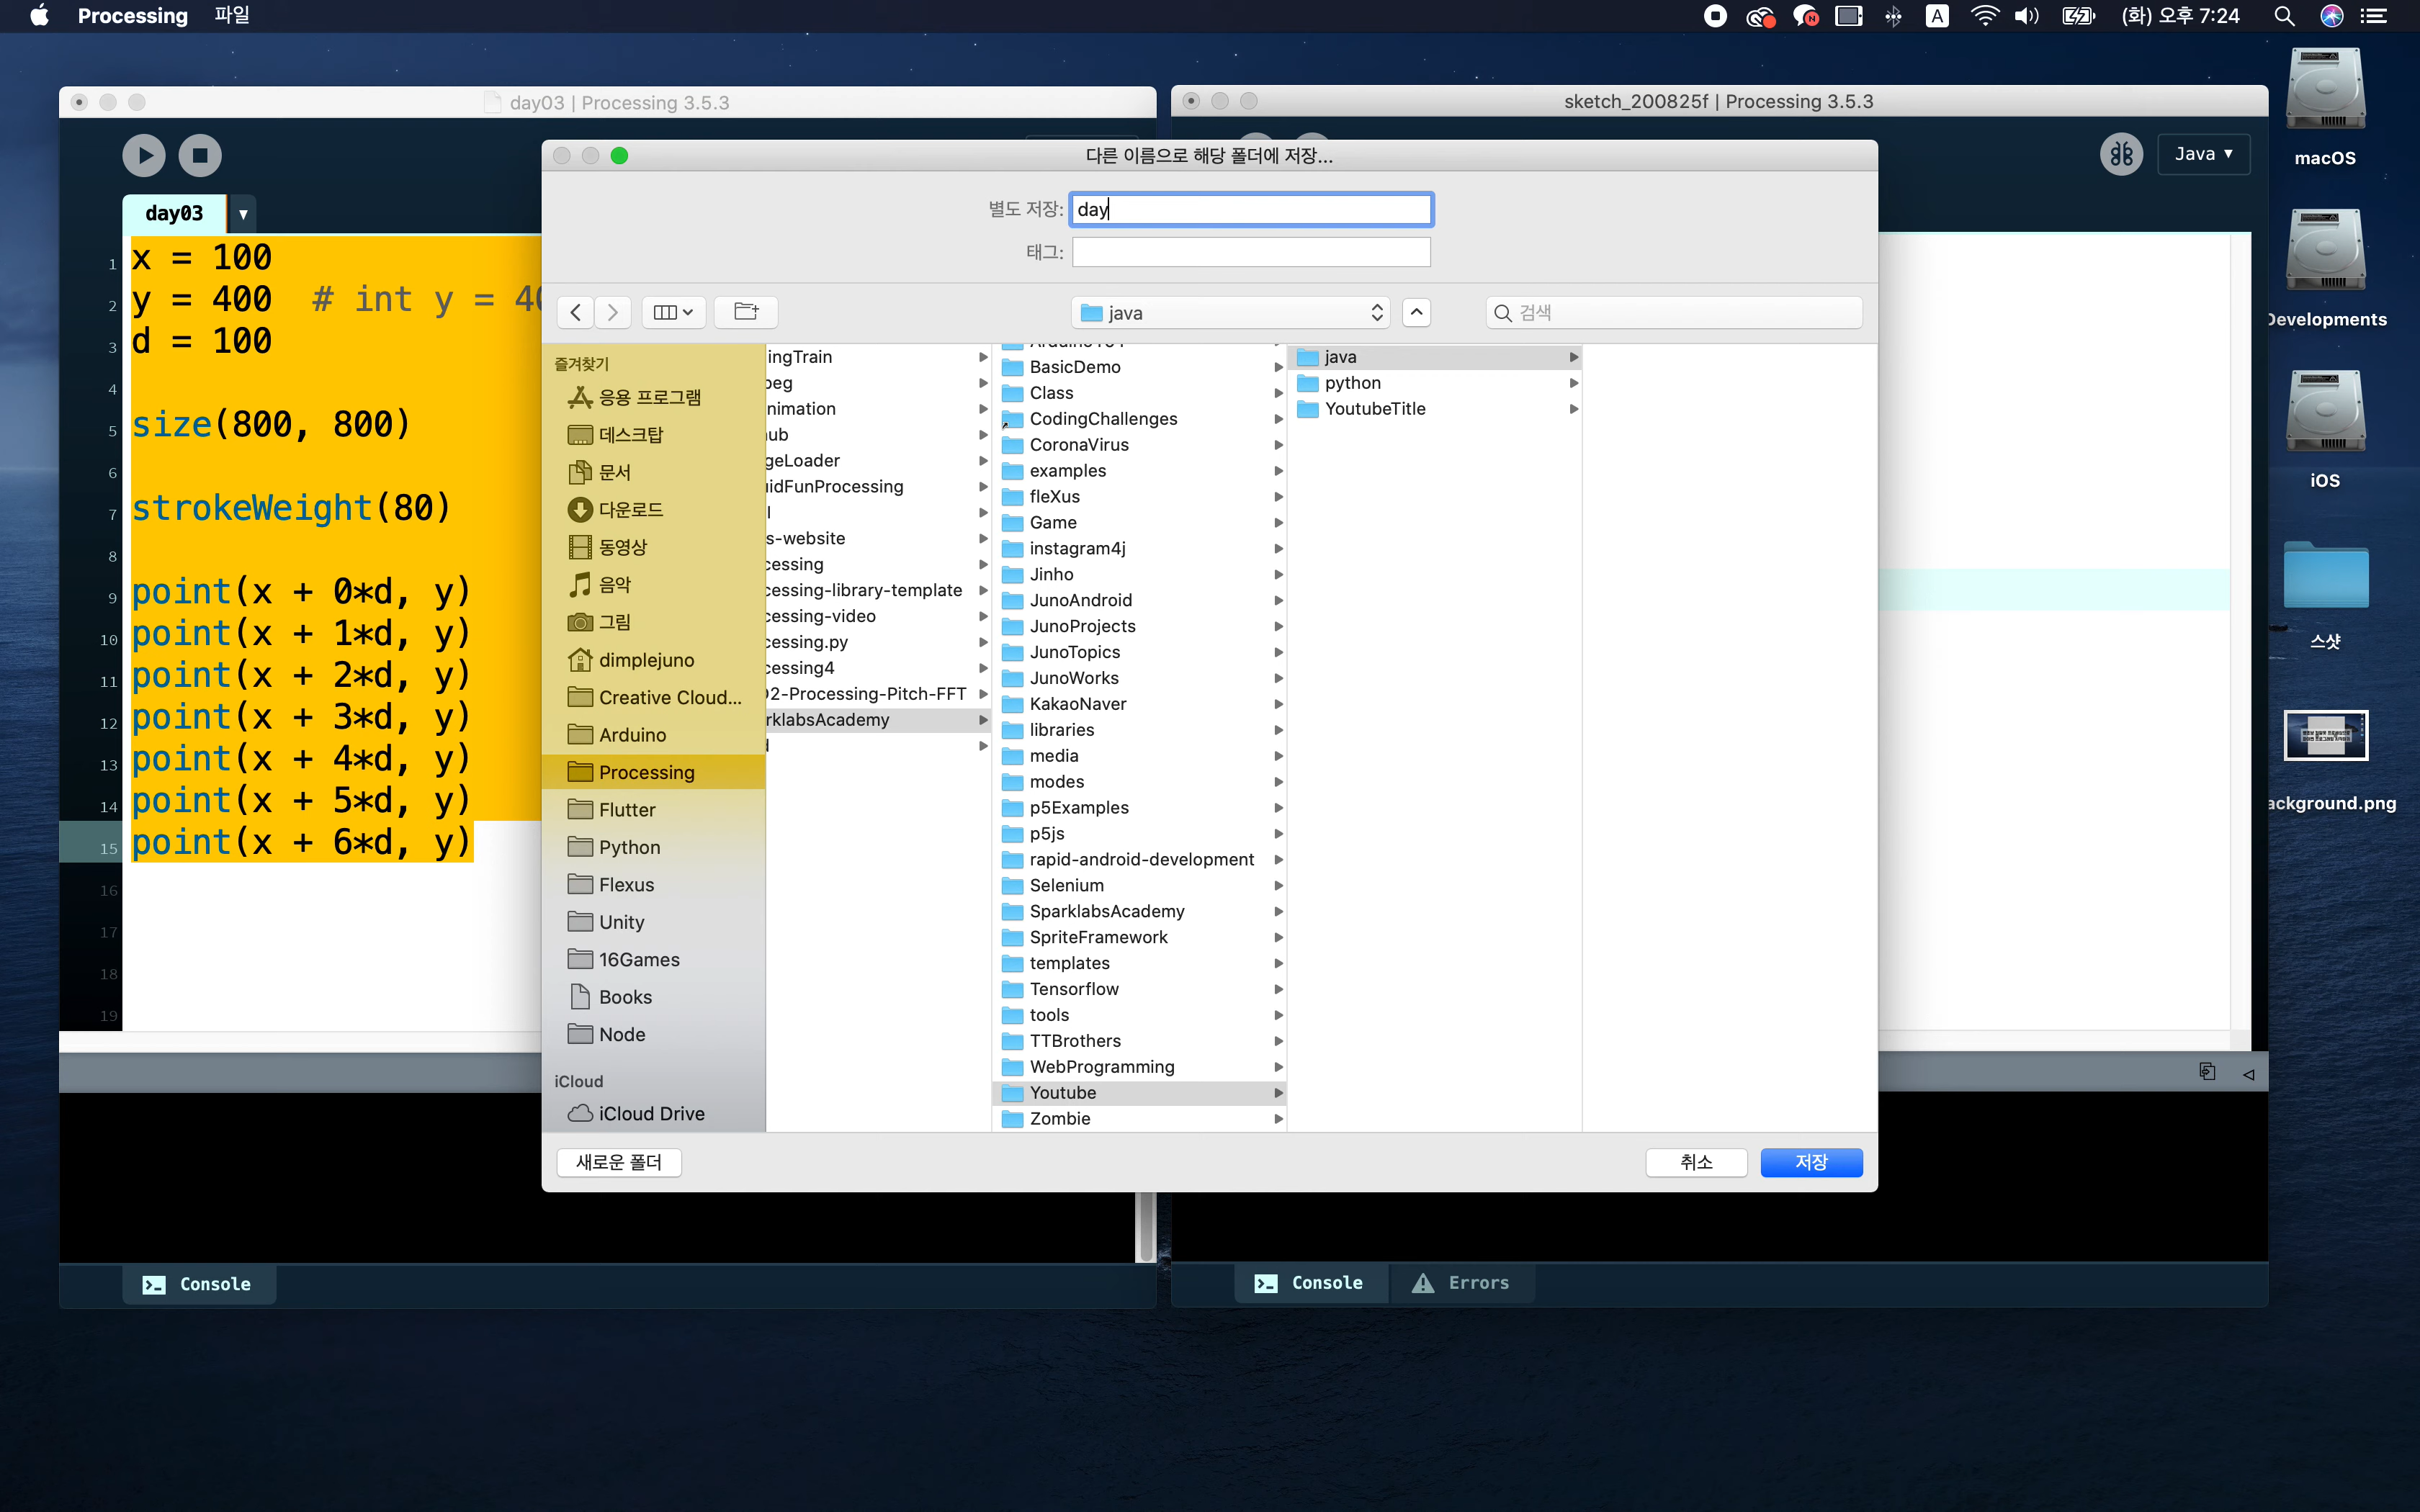 Processing 파일
A (화) 오후 7:24
day03 | Processing 3.5.3
sketch_200825f | Processing 3.5.3
Java ▼
day03 ▼
1 x = 100
2 y = 400 # int y = 40
3 d = 100
4
5 size(800, 800)
6
7 strokeWeight(80)
8
9 point(x + 0*d, y)
10 point(x + 1*d, y)
11 point(x + 2*d, y)
12 point(x + 3*d, y)
13 point(x + 4*d, y)
14 point(x + 5*d, y)
15 point(x + 6*d, y)
16
17
18
19
Console
다른 이름으로 해당 폴더에 저장...
별도 저장: day
태그:
java
검색
즐겨찾기
응용 프로그램
데스크탑
문서
다운로드
동영상
음악
그림
dimplejuno
Creative Cloud...
Arduino
Processing
Flutter
Python
Flexus
Unity
16Games
Books
Node
iCloud
iCloud Drive
ingTrain
peg
nimation
ub
geLoader
idFunProcessing
l
s-website
cessing
cessing-library-template
cessing-video
cessing.py
cessing4
2-Processing-Pitch-FFT
rklabsAcademy
BasicDemo
Class
CodingChallenges
CoronaVirus
examples
fleXus
Game
instagram4j
Jinho
JunoAndroid
JunoProjects
JunoTopics
JunoWorks
KakaoNaver
libraries
media
modes
p5Examples
p5js
rapid-android-development
Selenium
SparklabsAcademy
SpriteFramework
templates
Tensorflow
tools
TTBrothers
WebProgramming
Youtube
Zombie
java
python
YoutubeTitle
새로운 폴더
취소
저장
Console
Errors
macOS
Developments
iOS
스샷
ackground.png